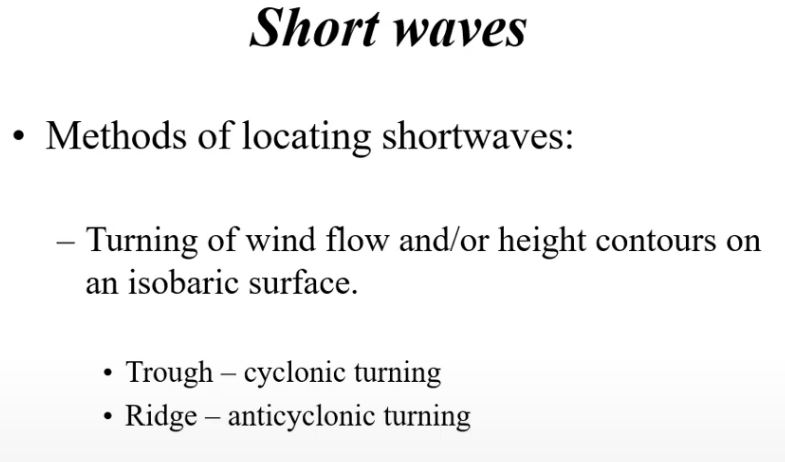 Short waves
• Methods of locating shortwaves:
– Turning of wind flow and/or height contours on
an isobaric surface.
• Trough – cyclonic turning
• Ridge – anticyclonic turning